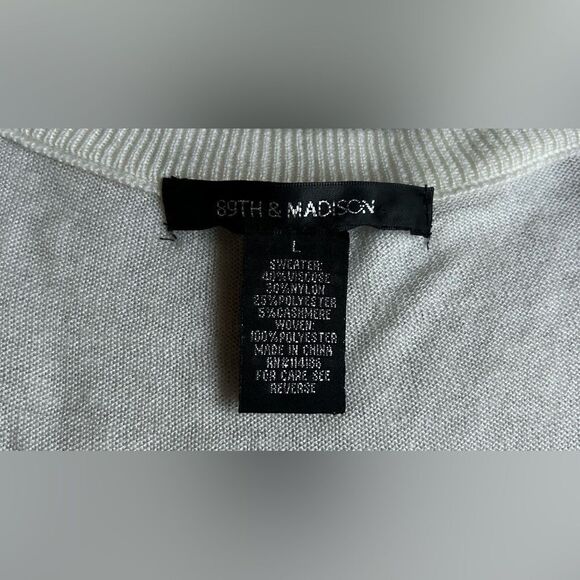 89TH & MADISON
L
SWEATER:
40%VISCOSE
30%NYLON
25%POLYESTER
5%CASHMERE
WOVEN:
100%POLYESTER
MADE IN CHINA
RN#114136
FOR CARE SEE
REVERSE